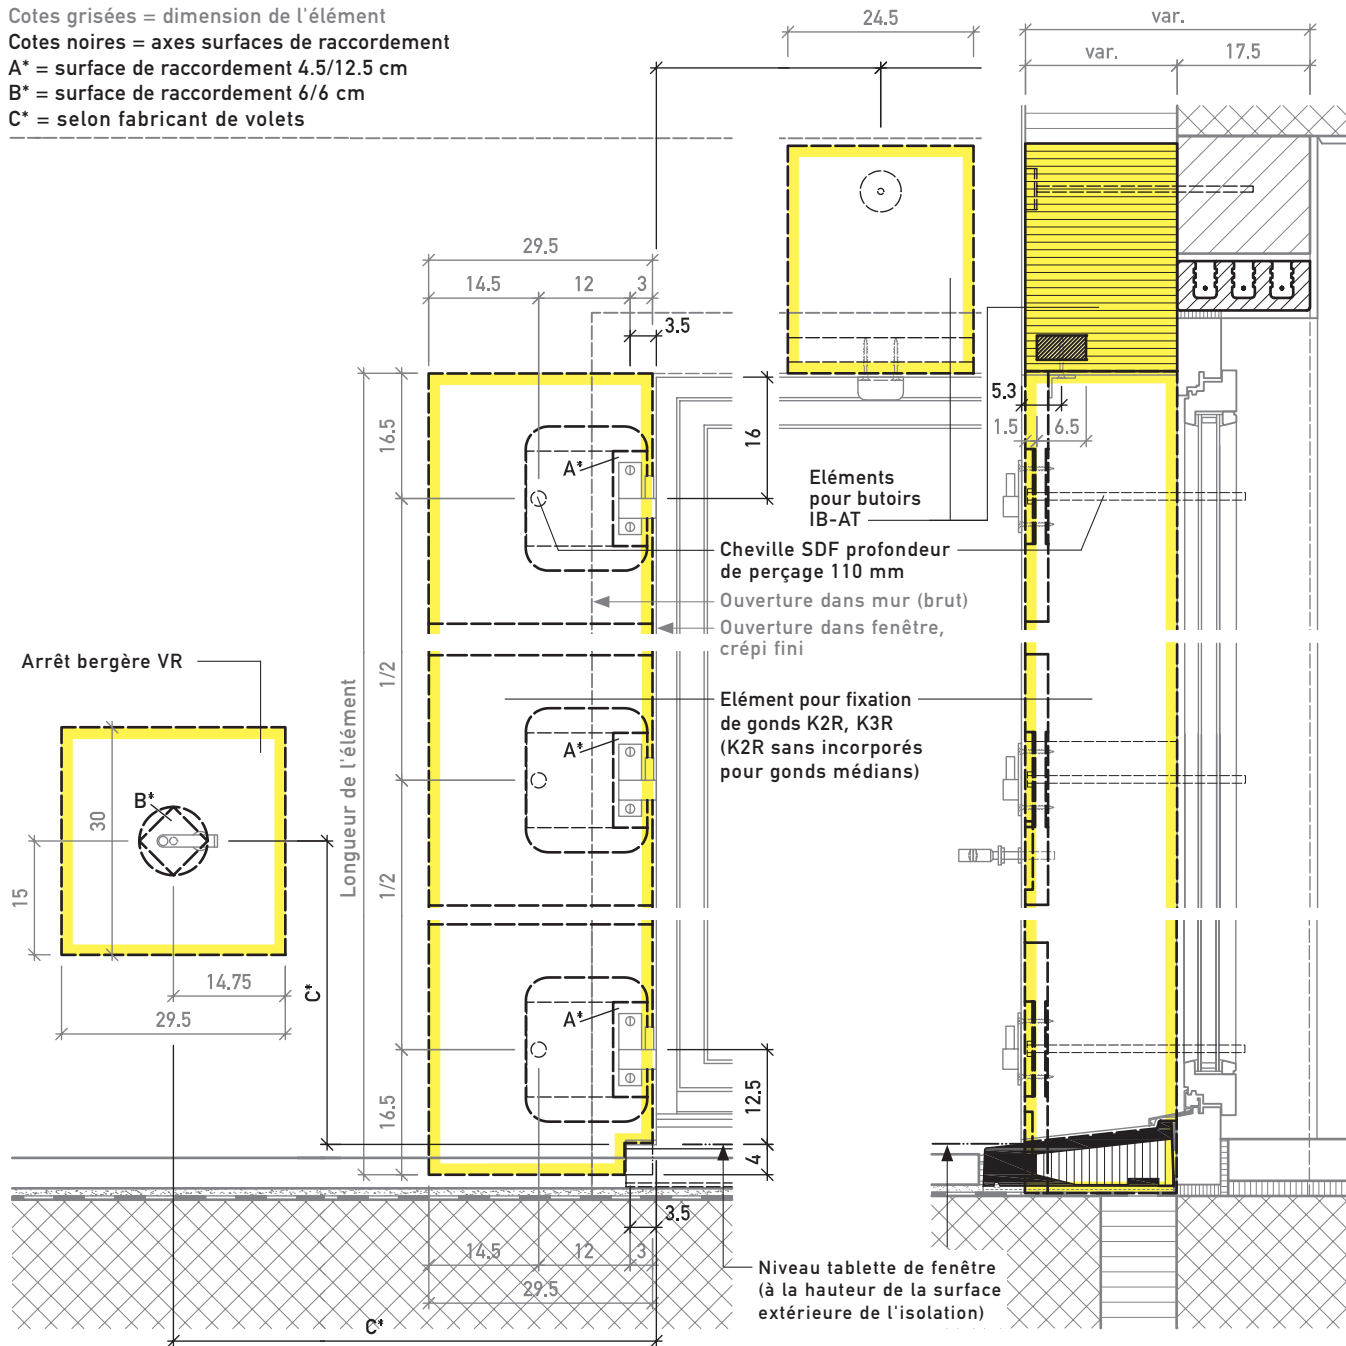 Cotes grisées = dimension de l'élément
Cotes noires = axes surfaces de raccordement
A* = surface de raccordement 4.5/12.5 cm
B* = surface de raccordement 6/6 cm
C* = selon fabricant de volets
24.5
var.
var.
17.5
29.5
14.5
12
3
3.5
16.5
16
A*
5.3
1.5
6.5
Eléments
pour butoirs
IB-AT
Cheville SDF profondeur
de perçage 110 mm
Ouverture dans mur (brut)
Ouverture dans fenêtre,
crépi fini
Arrêt bergère VR
1/2
Longueur de l'élément
Elément pour fixation
de gonds K2R, K3R
(K2R sans incorporés
pour gonds médians)
A*
B*
30
15
1/2
14.75
29.5
C*
A*
16.5
12.5
4
3.5
14.5
12
3
29.5
Niveau tablette de fenêtre
(à la hauteur de la surface
extérieure de l'isolation)
C*